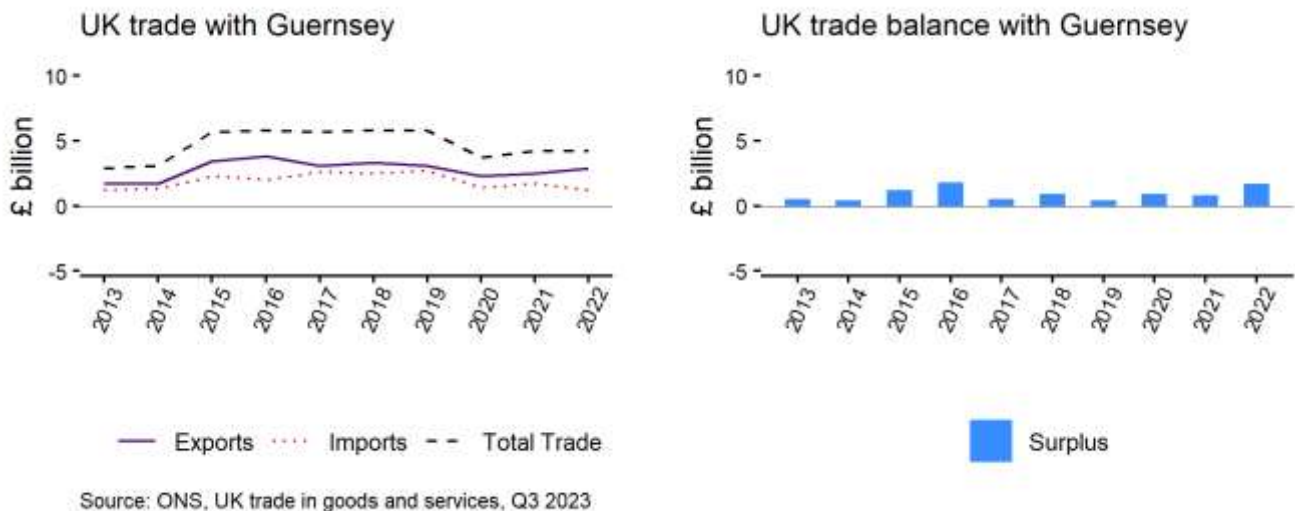 UK trade with Guernsey
£ billion
10
5
0
-5
2013 2014 2015 2016 2017 2018 2019 2020 2021 2022
Exports Imports Total Trade
UK trade balance with Guernsey
£ billion
10
5
0
-5
2013 2014 2015 2016 2017 2018 2019 2020 2021 2022
Surplus
Source: ONS, UK trade in goods and services, Q3 2023